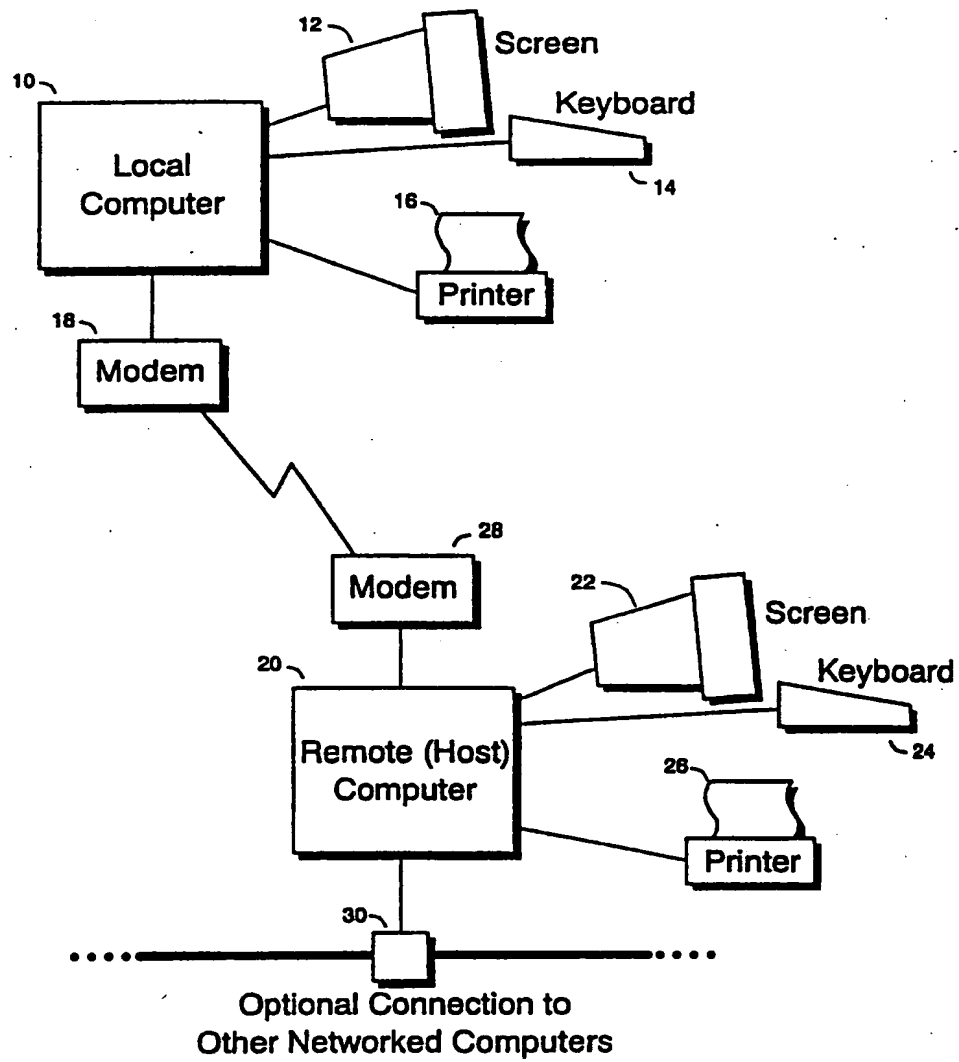 12
Screen
10
Keyboard
Local
Computer
14
16
Printer
18
Modem
28
Modem
22
Screen
20
Keyboard
Remote (Host)
Computer
24
26
Printer
30
Optional Connection to
Other Networked Computers